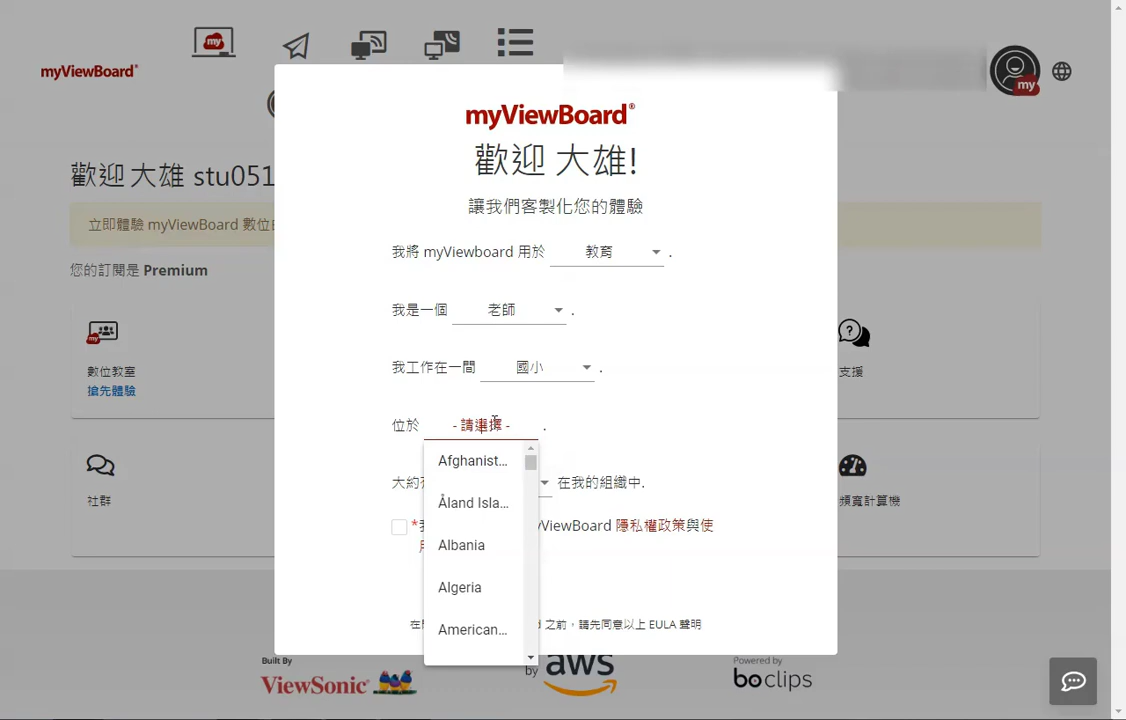 my
myViewBoard®
my
歡迎 大雄 stu051
立即體驗 myViewBoard 數位
您的訂閱是 Premium
my
數位教室
搶先體驗
社群
支援
頻寬計算機
myViewBoard®
歡迎 大雄!
讓我們客製化您的體驗
我將 myViewboard 用於 教育 .
我是一個 老師 .
我工作在一間 國小 .
位於 - 請選擇 - .
Afghanist...
Åland Isla...
Albania
Algeria
American...
大約 在我的組織中.
* yViewBoard 隱私權政策與使
之前，請先同意以上 EULA 聲明
Built By
ViewSonic
by
aws
Powered by
boclips